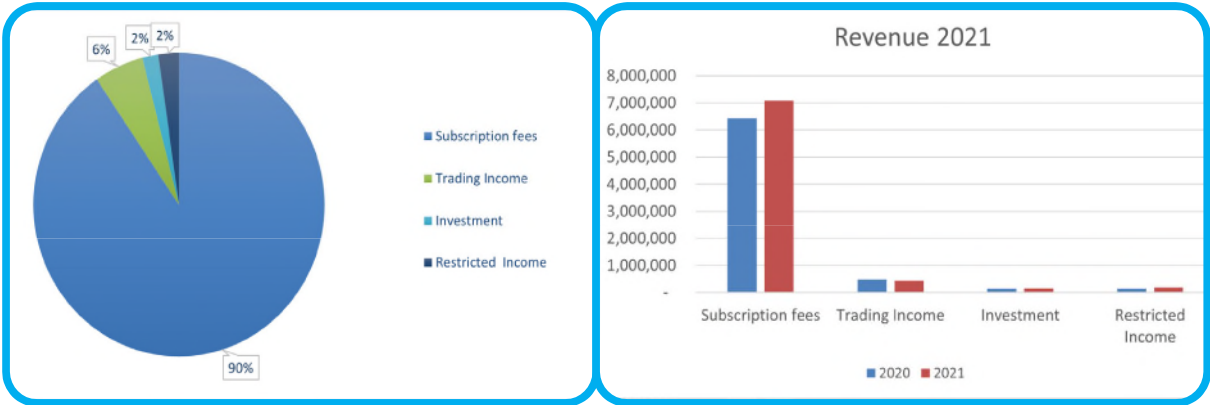 6%
2%
2%
90%
Subscription fees
Trading Income
Investment
Restricted Income
Revenue 2021
8,000,000
7,000,000
6,000,000
5,000,000
4,000,000
3,000,000
2,000,000
1,000,000
-
Subscription fees
Trading Income
Investment
Restricted
Income
2020
2021